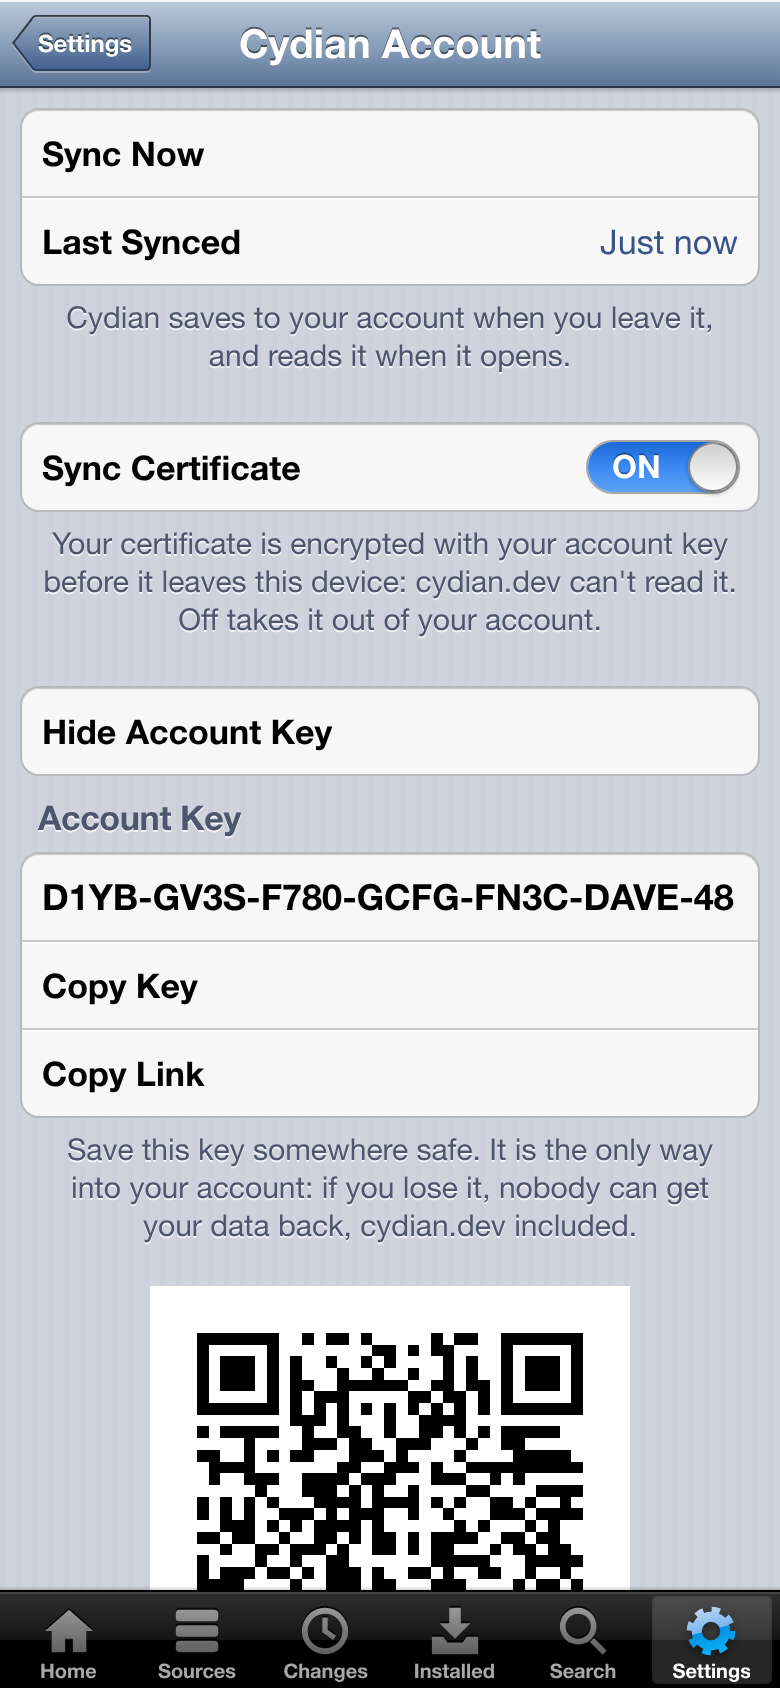 Settings
Cydian Account
Sync Now
Last Synced Just now
Cydian saves to your account when you leave it,
and reads it when it opens.
Sync Certificate ON
Your certificate is encrypted with your account key
before it leaves this device: cydian.dev can't read it.
Off takes it out of your account.
Hide Account Key
Account Key
D1YB-GV3S-F780-GCFG-FN3C-DAVE-48
Copy Key
Copy Link
Save this key somewhere safe. It is the only way
into your account: if you lose it, nobody can get
your data back, cydian.dev included.
Home Sources Changes Installed Search Settings